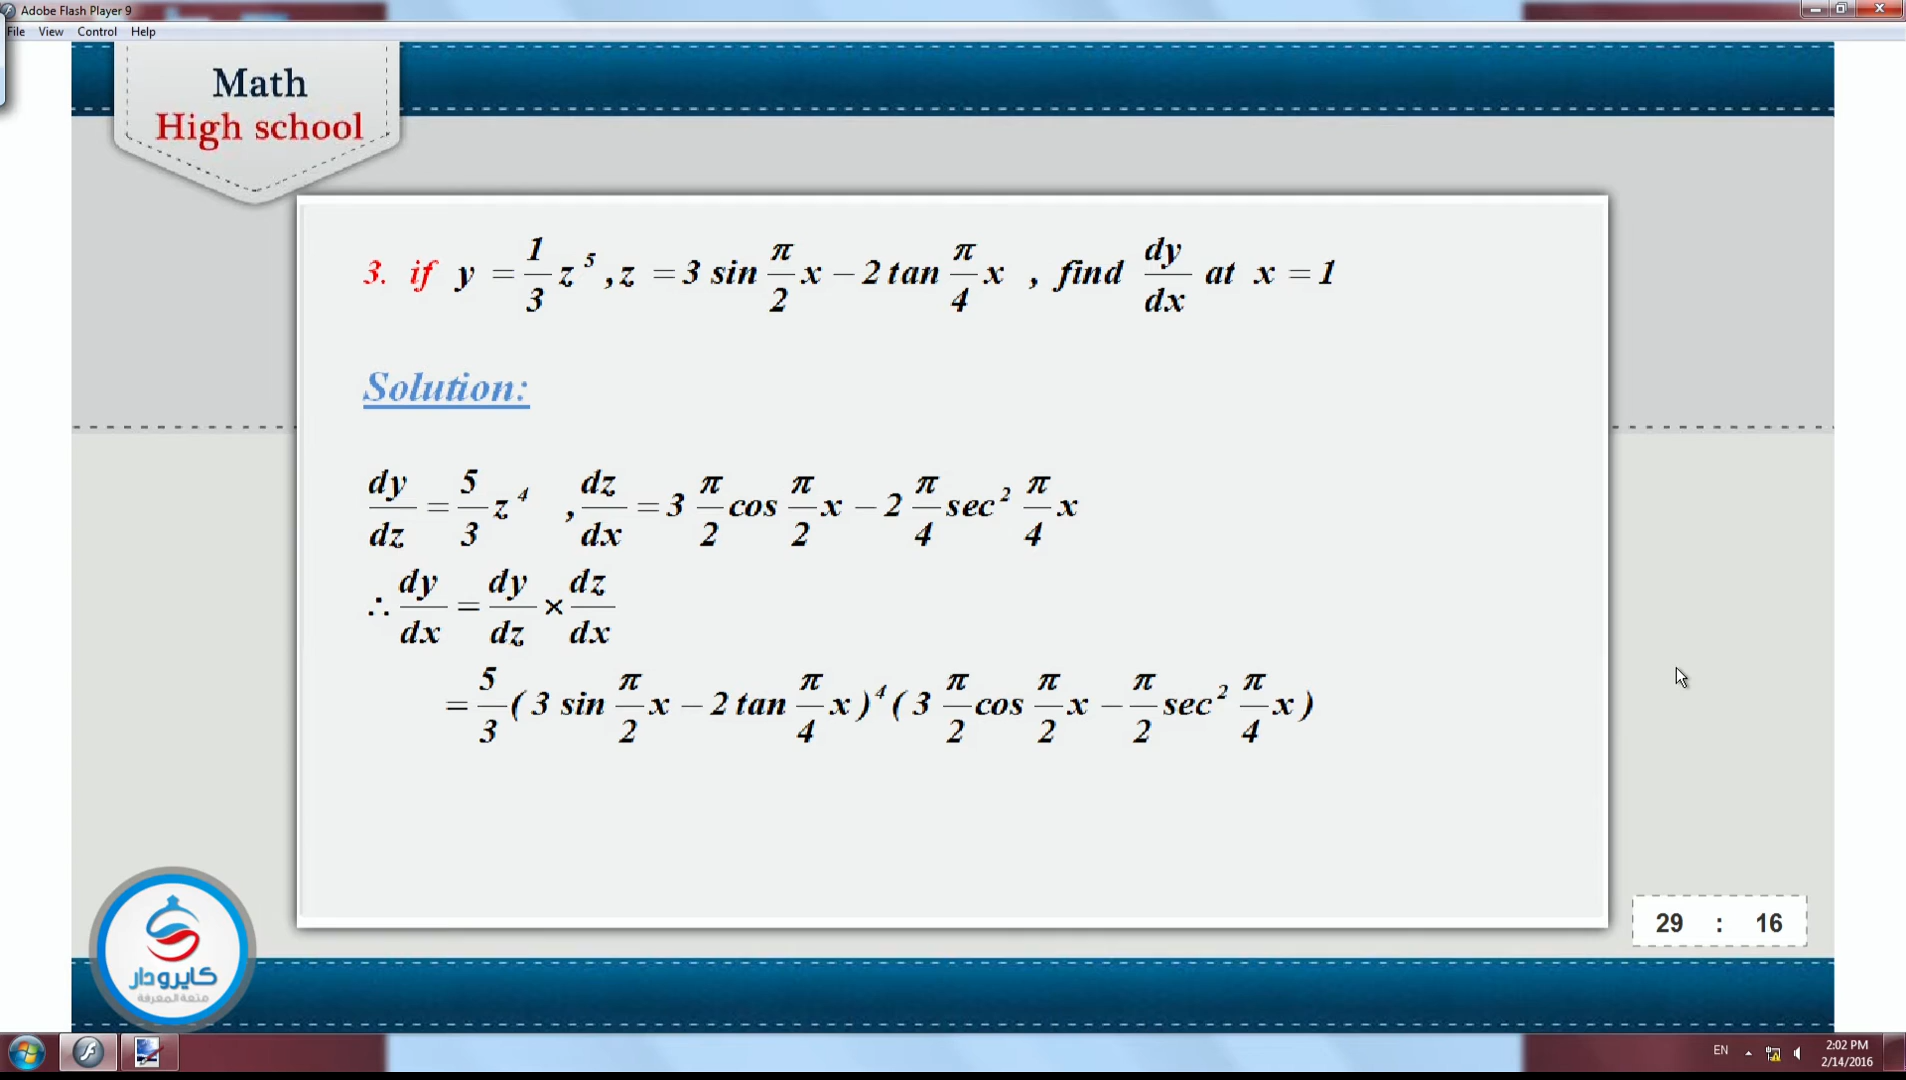 Adobe Flash Player 9
File View Control Help
Math
High school
3. if y = 1/3 z^5 , z = 3 sin π/2 x − 2 tan π/4 x , find dy/dx at x = 1
Solution:
dy/dz = 5/3 z^4 , dz/dx = 3 π/2 cos π/2 x − 2 π/4 sec^2 π/4 x
∴ dy/dx = dy/dz × dz/dx
= 5/3 ( 3 sin π/2 x − 2 tan π/4 x )^4 ( 3 π/2 cos π/2 x − π/2 sec^2 π/4 x )
29 : 16
كايرودار
متعة المعرفة
EN
2:02 PM
2/14/2016